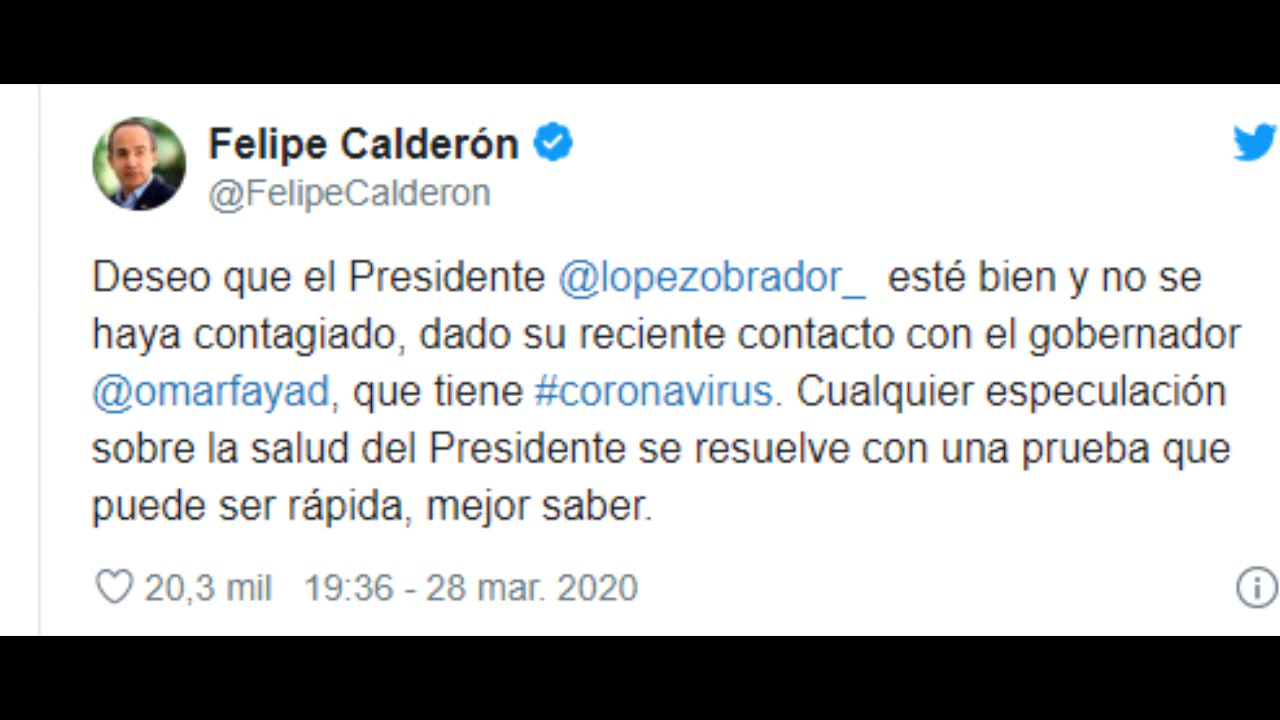 Felipe Calderón
@FelipeCalderon
Deseo que el Presidente @lopezobrador_ esté bien y no se
haya contagiado, dado su reciente contacto con el gobernador
@omarfayad, que tiene #coronavirus. Cualquier especulación
sobre la salud del Presidente se resuelve con una prueba que
puede ser rápida, mejor saber.
20,3 mil 19:36 - 28 mar. 2020